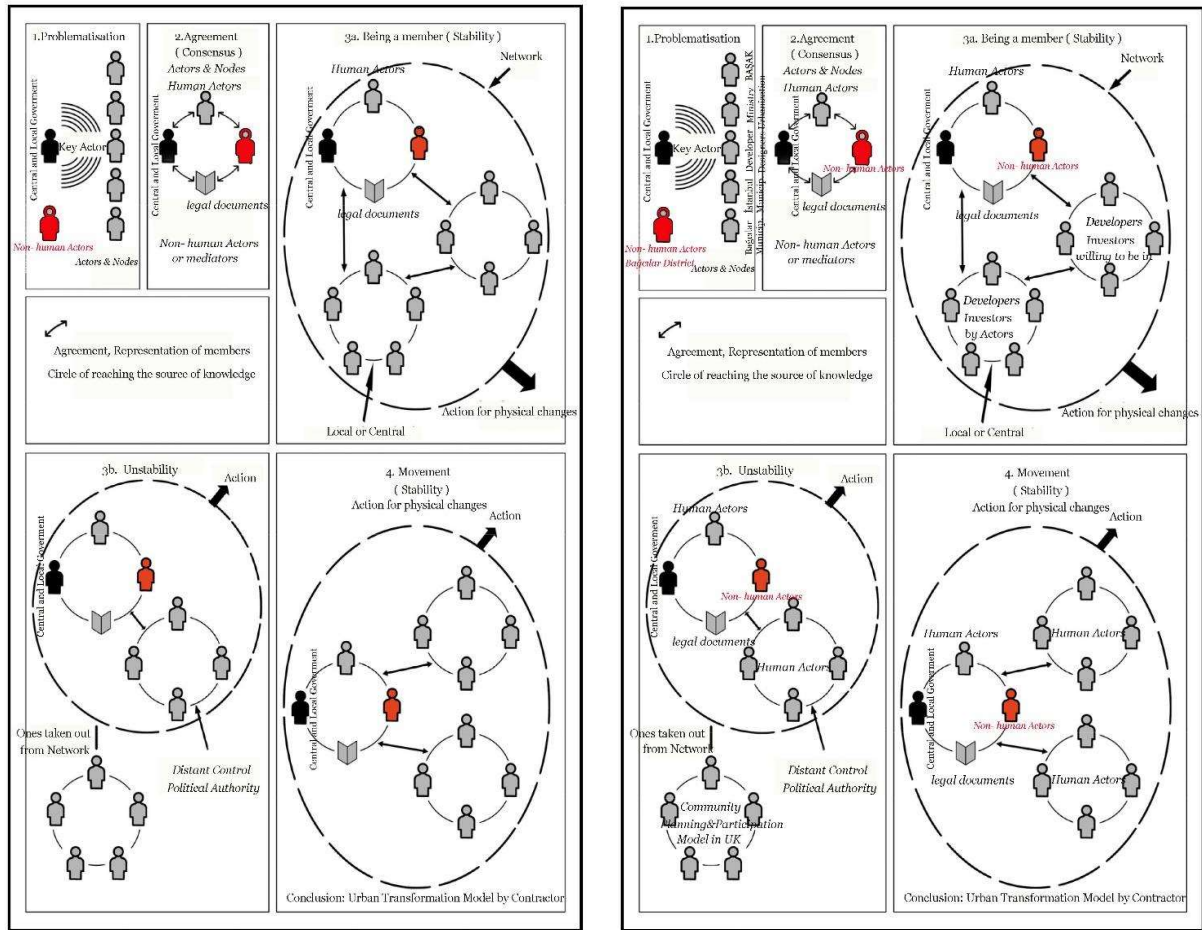 1.Problematisation
Central and Local Government
Key Actor
Non- human Actors
Actors & Nodes
2.Agreement
( Consensus )
Actors & Nodes
Human Actors
Central and Local Government
legal documents
Non- human Actors
or mediators
3a. Being a member ( Stability )
Network
Human Actors
Central and Local Government
legal documents
Action for physical changes
Local or Central
Agreement, Representation of members
Circle of reaching the source of knowledge
3b. Unstability
Action
Central and Local Government
Ones taken out
from Network
Distant Control
Political Authority
4. Movement
( Stability )
Action for physical changes
Action
Central and Local Government
Conclusion: Urban Transformation Model by Contractor
1.Problematisation
Central and Local Government
Key Actor
Non- human Actors
Bağcılar District
Actors & Nodes
Bağcılar İstanbul Developer Ministry BAŞAK
Municip. Municip. Designers Urbanisation
2.Agreement
( Consensus )
Actors & Nodes
Human Actors
Central and Local Government
Non- human Actors
legal documents
Non- human Actors
or mediators
3a. Being a member ( Stability )
Network
Human Actors
Central and Local Government
Non- human Actors
legal documents
Developers
Investors
willing to be in
Developers
Investors
by Actors
Action for physical changes
Local or Central
Agreement, Representation of members
Circle of reaching the source of knowledge
3b. Unstability
Action
Human Actors
Central and Local Government
Non- human Actors
legal documents
Human Actors
Ones taken out
from Network
Distant Control
Political Authority
Community
Planning&Participation
Model in UK
4. Movement
( Stability )
Action for physical changes
Action
Human Actors
Human Actors
Central and Local Government
Non- human Actors
legal documents
Human Actors
Conclusion: Urban Transformation Model by Contractor